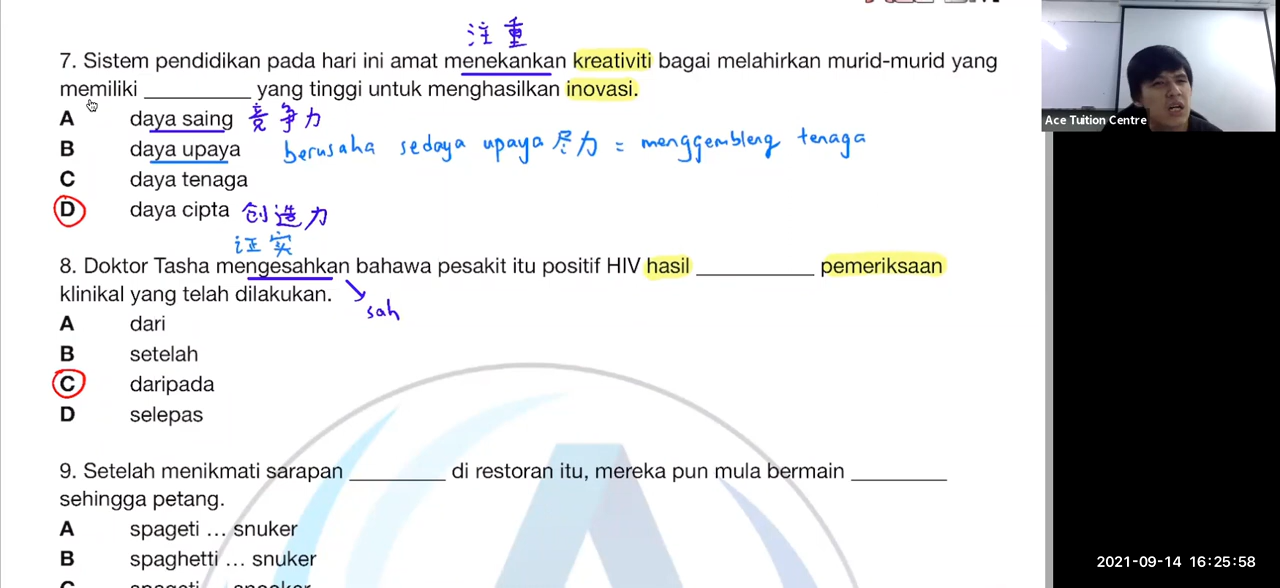 注重
7. Sistem pendidikan pada hari ini amat menekankan kreativiti bagai melahirkan murid-murid yang
memiliki _________ yang tinggi untuk menghasilkan inovasi.
A daya saing 竞争力
B daya upaya berusaha sedaya upaya 尽力 = menggembleng tenaga
C daya tenaga
D daya cipta 创造力
证实
8. Doktor Tasha mengesahkan bahawa pesakit itu positif HIV hasil __________ pemeriksaan
klinikal yang telah dilakukan.
sah
A dari
B setelah
C daripada
D selepas
9. Setelah menikmati sarapan ________ di restoran itu, mereka pun mula bermain ________
sehingga petang.
A spageti ... snuker
B spaghetti ... snuker
Ace Tuition Centre
2021-09-14 16:25:58